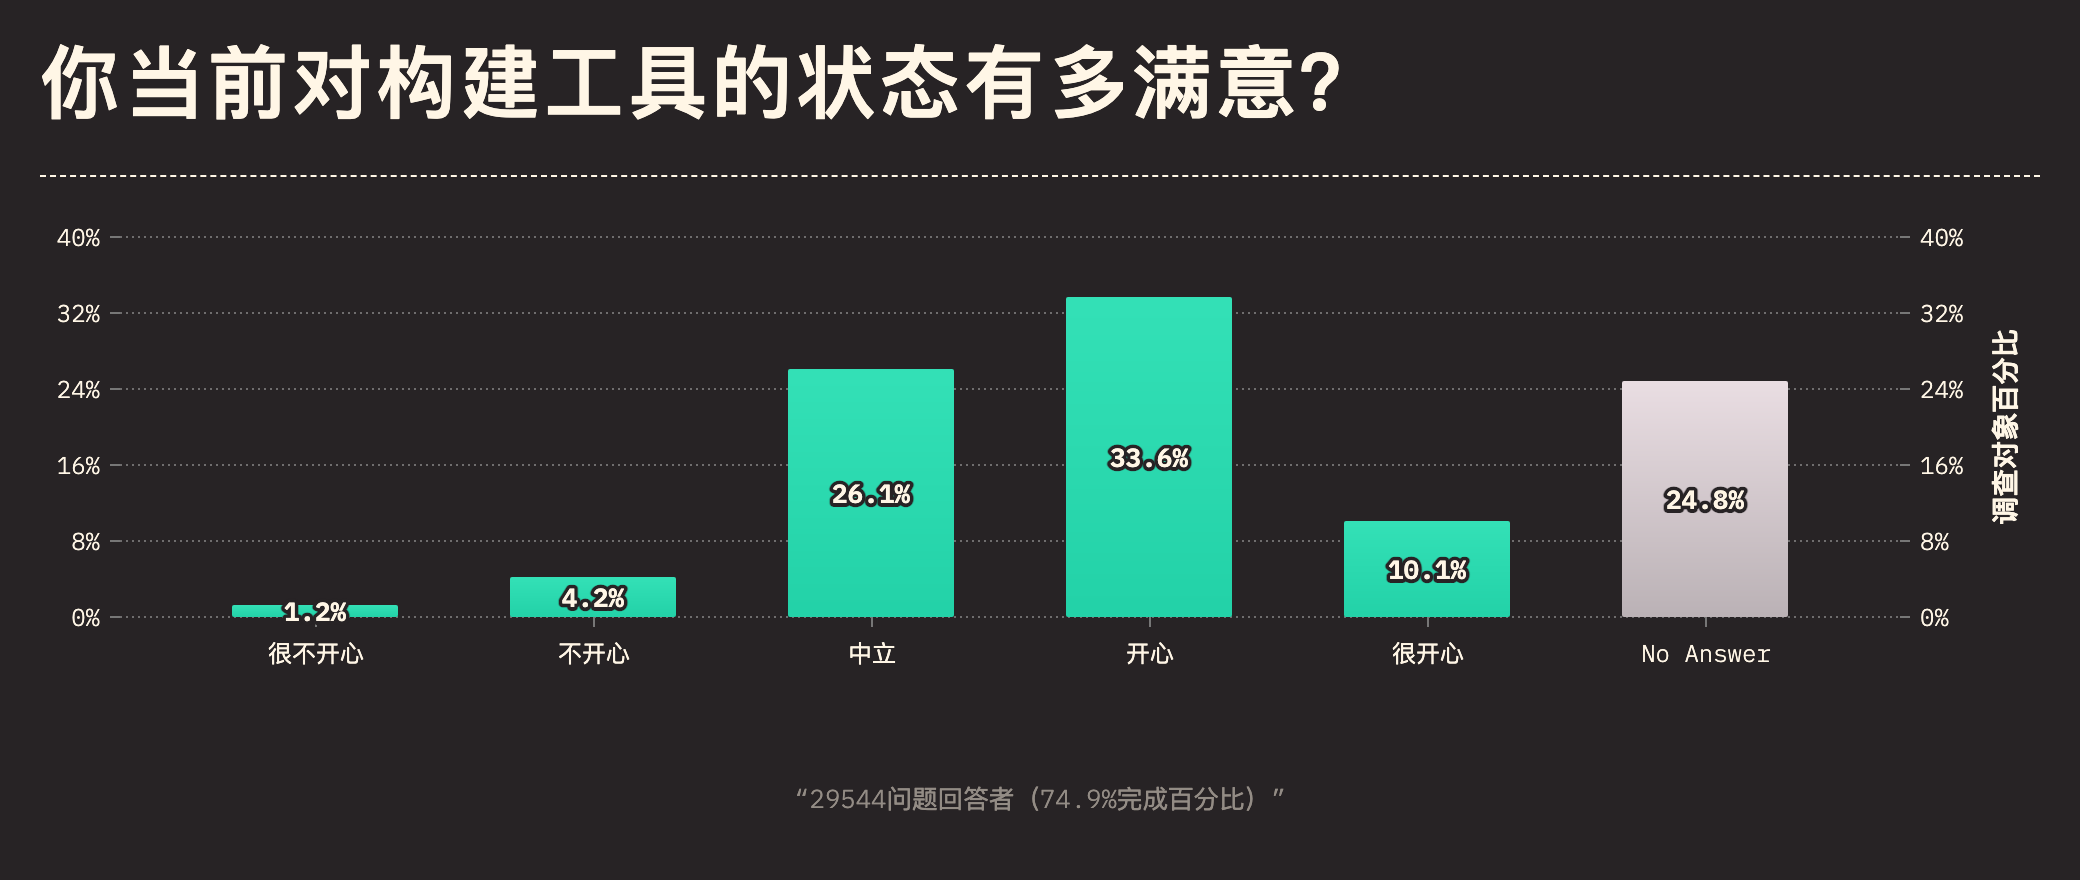 你当前对构建工具的状态有多满意?
40%
40%
32%
32%
24%
24%
16%
16%
8%
8%
0%
0%
调查对象百分比
1.2%
4.2%
26.1%
33.6%
10.1%
24.8%
很不开心
不开心
中立
开心
很开心
No Answer
“29544问题回答者（74.9%完成百分比）”